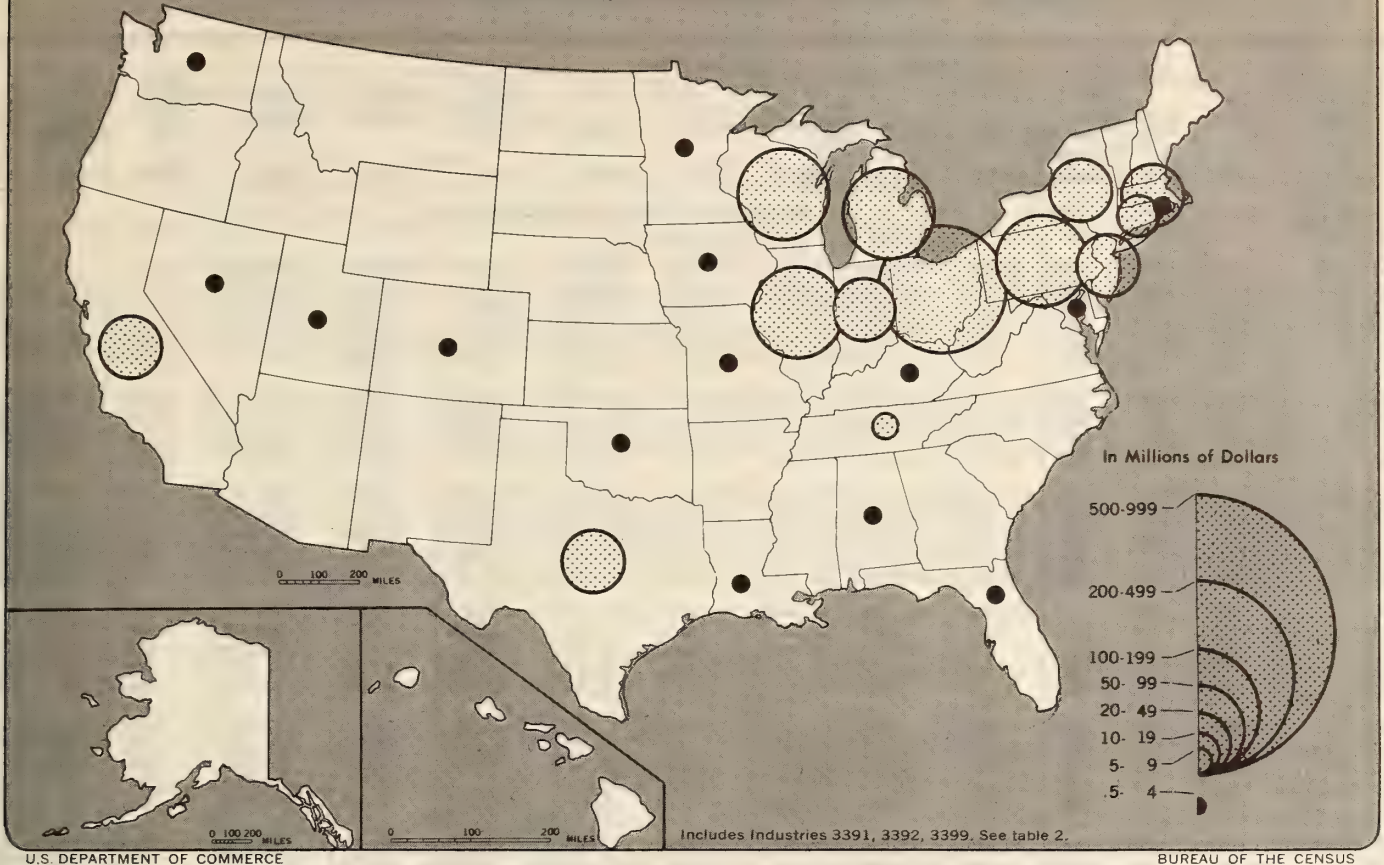 In Millions of Dollars
500-999
200-499
100-199
50- 99
20- 49
10- 19
5- 9
.5- 4
0 100 200 MILES
0 100 200 MILES
0 100 200 MILES
Includes Industries 3391, 3392, 3399. See table 2.
U.S. DEPARTMENT OF COMMERCE
BUREAU OF THE CENSUS